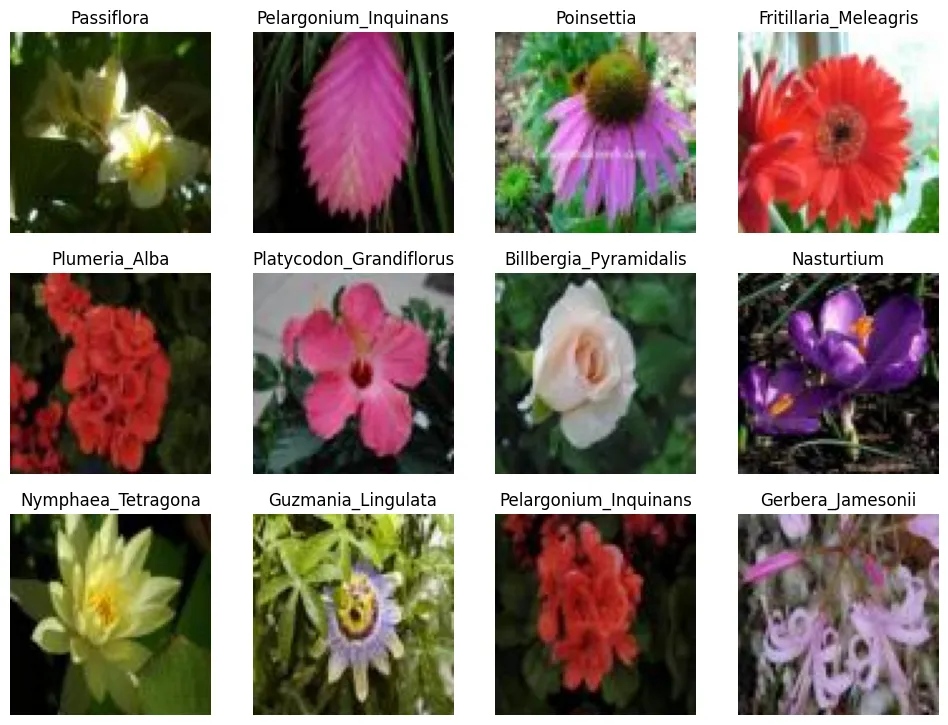 Passiflora
Pelargonium_Inquinans
Poinsettia
Fritillaria_Meleagris
Plumeria_Alba
Platycodon_Grandiflorus
Billbergia_Pyramidalis
Nasturtium
Nymphaea_Tetragona
Guzmania_Lingulata
Pelargonium_Inquinans
Gerbera_Jamesonii